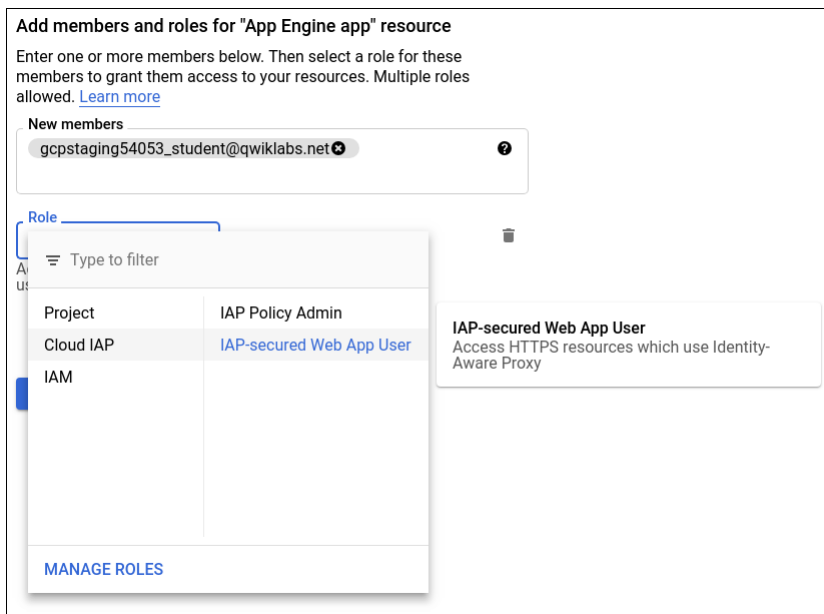 Add members and roles for "App Engine app" resource
Enter one or more members below. Then select a role for these
members to grant them access to your resources. Multiple roles
allowed. Learn more
New members
gcpstaging54053_student@qwiklabs.net
Role
Type to filter
Project
Cloud IAP
IAM
IAP Policy Admin
IAP-secured Web App User
IAP-secured Web App User
Access HTTPS resources which use Identity-
Aware Proxy
MANAGE ROLES